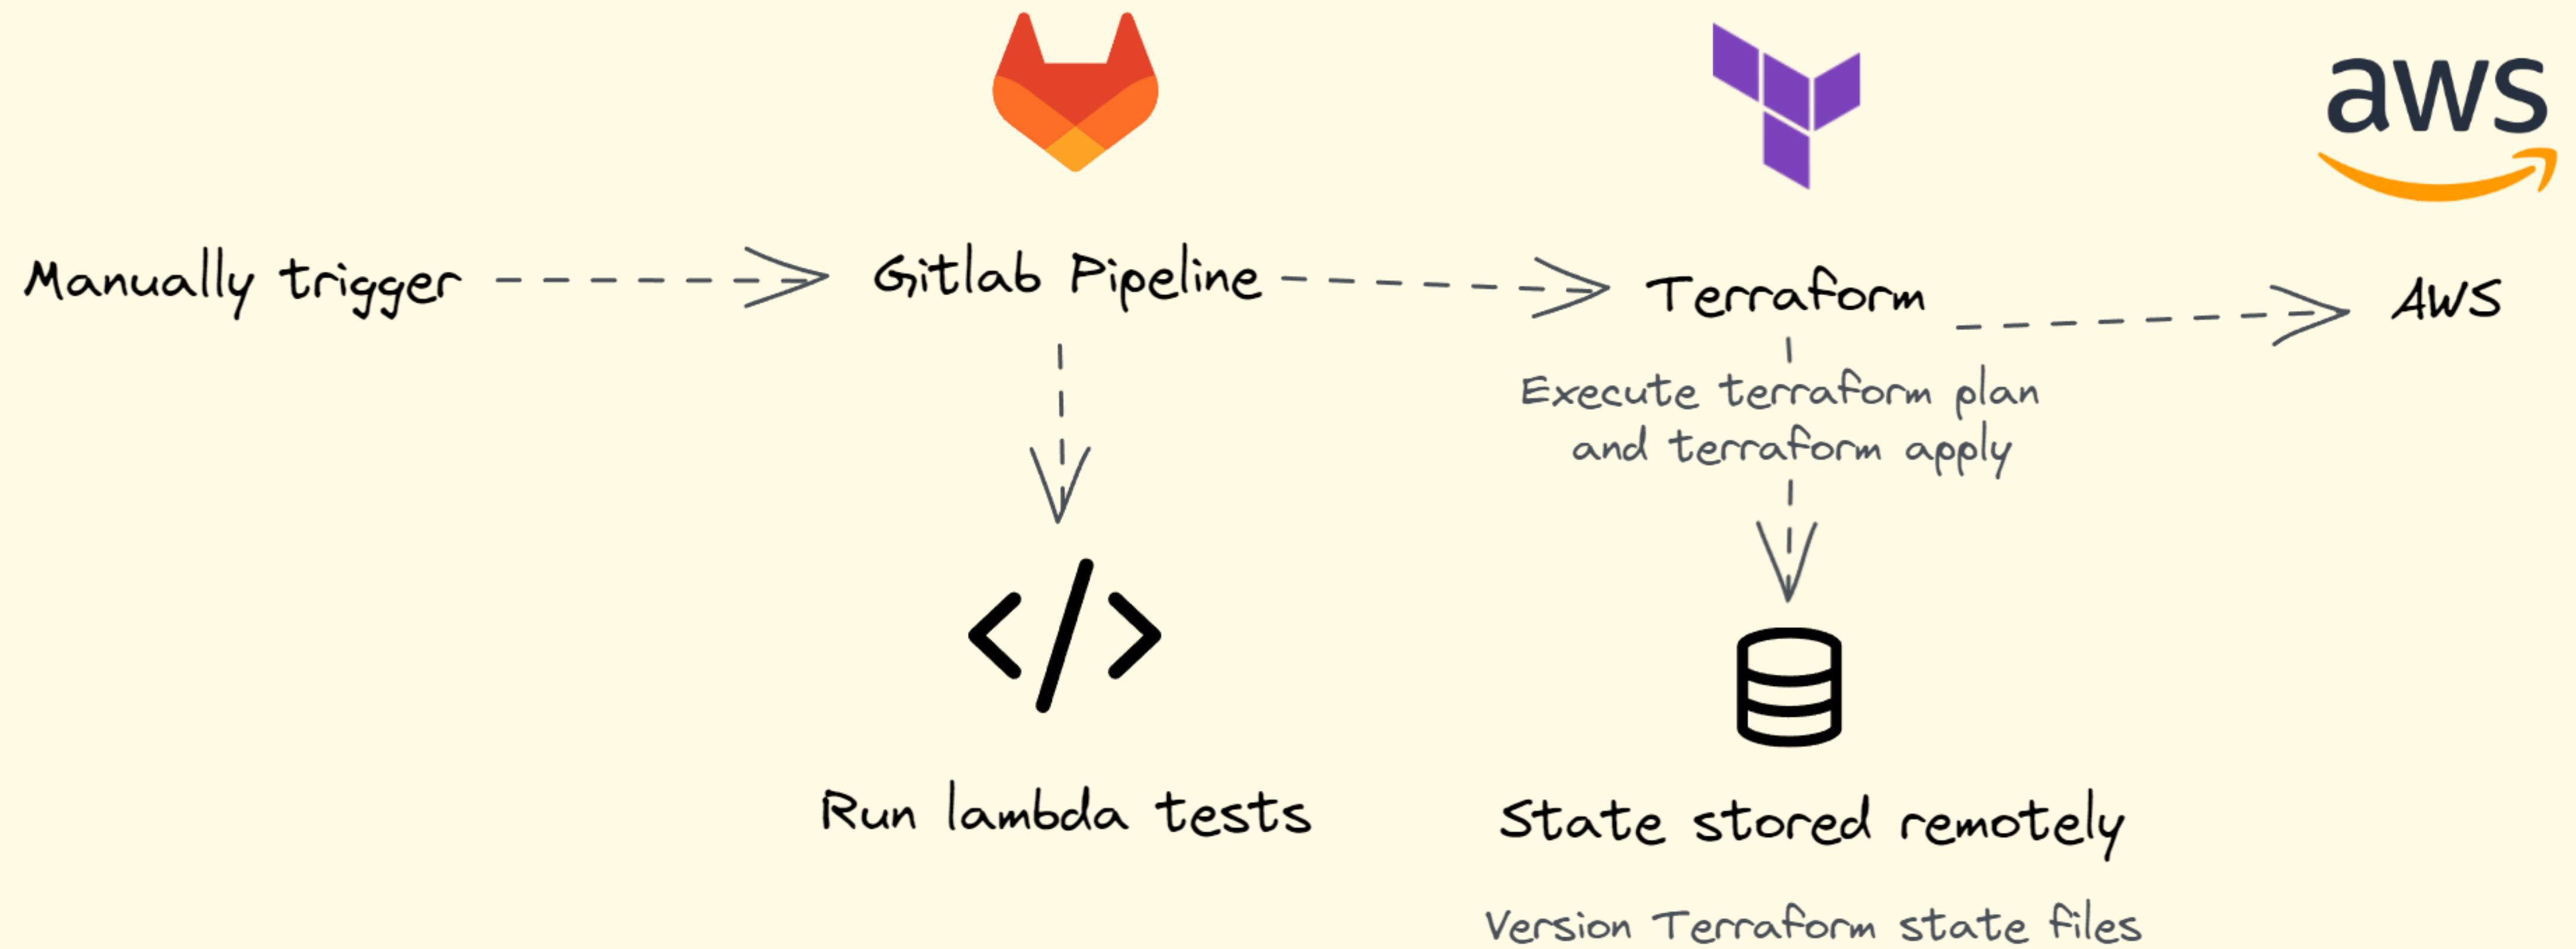 aws
Manually trigger
Gitlab Pipeline
Terraform
AWS
Execute terraform plan
and terraform apply
Run lambda tests
State stored remotely
Version Terraform state files